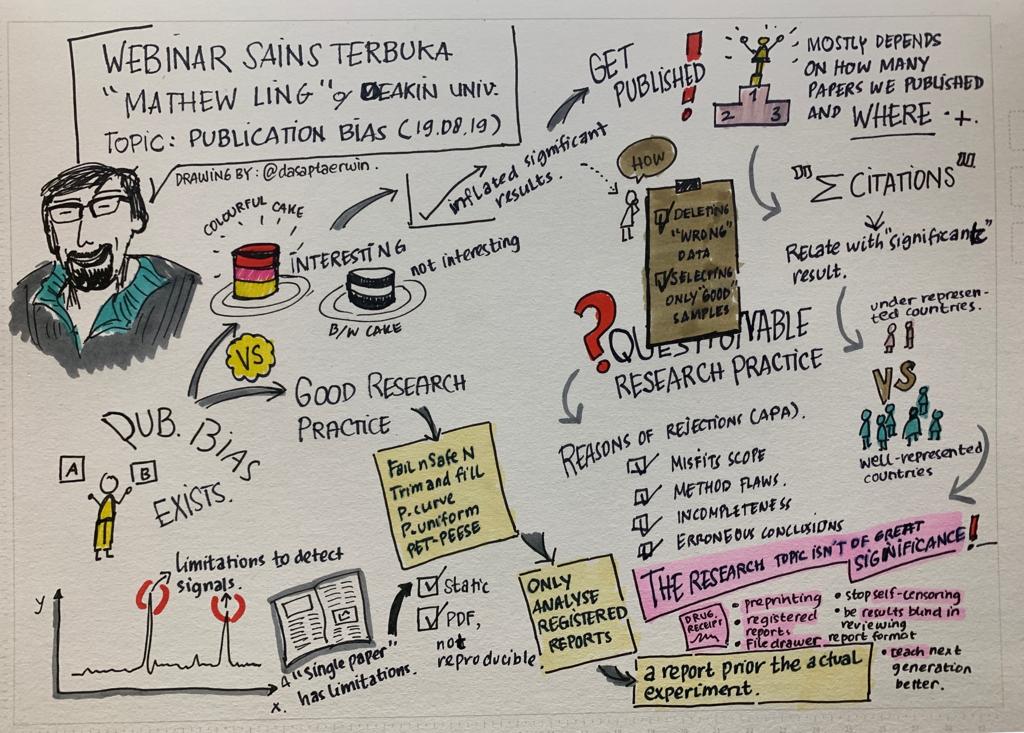 WEBINAR SAINS TERBUKA
"MATHEW LING" of DEAKIN UNIV.
TOPIC: PUBLICATION BIAS (19.08.19)
DRAWING BY: @dasaptaerwin.
COLOURFUL CAKE
INTERESTING
not interesting
B/W CAKE
VS
inflated significant
results.
GET
PUBLISHED!
1
2
3
MOSTLY DEPENDS
ON HOW MANY
PAPERS WE PUBLISHED
AND WHERE .+.
"Σ CITATIONS"
Relate with "significant"
result.
under represen-
ted countries.
VS
well-represented
countries
HOW
DELETING
"WRONG"
DATA
SELECTING
ONLY "GOOD"
SAMPLES
? QUESTIONABLE
RESEARCH PRACTICE
REASONS OF REJECTIONS (APA).
MISFITS SCOPE
METHOD FLAWS.
INCOMPLETENESS
ERRONEOUS CONCLUSIONS
THE RESEARCH TOPIC ISN'T OF GREAT
SIGNIFICANCE!
DRUG
RECEIPT
• preprinting
• registered
reports
• File drawer report format
• stop self-censoring
• be results blind in
reviewing
• teach next
generation
better.
PUB. BIAS
EXISTS.
A
B
GOOD RESEARCH
PRACTICE
Fail n Safe N
Trim and fill
P. curve
P. uniform
PET-PEESE
ONLY
ANALYSE
REGISTERED
REPORTS
a report prior the actual
experiment.
Limitations to detect
signals.
y
x.
A "single paper"
has limitations.
Static
PDF,
not
reproducible.